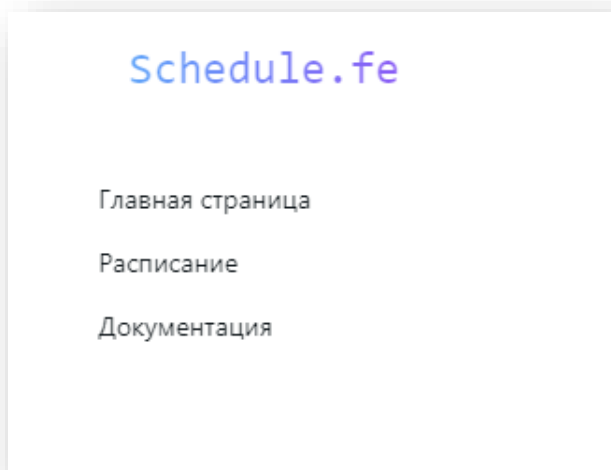 Schedule.fe
Главная страница
Расписание
Документация